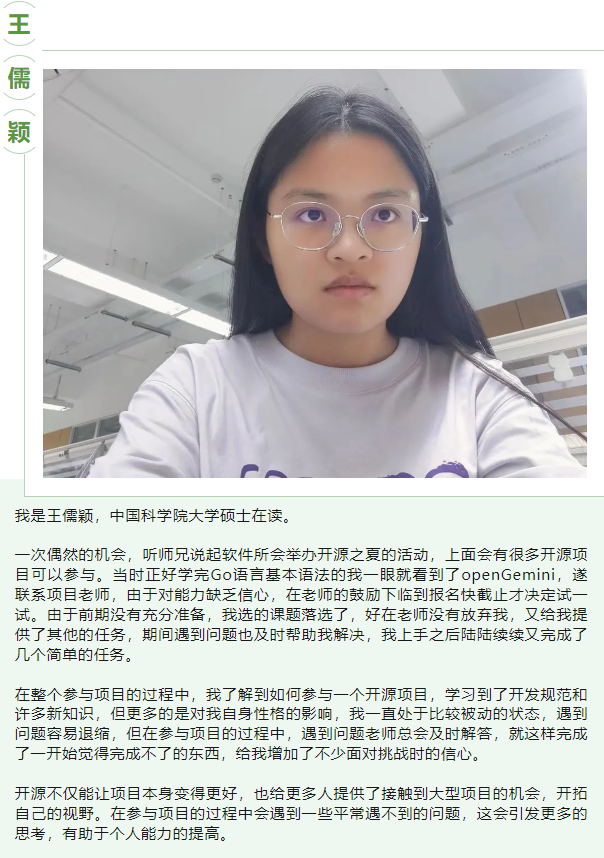 王
儒
颖
我是王儒颖，中国科学院大学硕士在读。
一次偶然的机会，听师兄说起软件所会举办开源之夏的活动，上面会有很多开源项
目可以参与。当时正好学完Go语言基本语法的我一眼就看到了openGemini，遂
联系项目老师，由于对能力缺乏信心，在老师的鼓励下临到报名快截止才决定试一
试。由于前期没有充分准备，我选的课题落选了，好在老师没有放弃我，又给我提
供了其他的任务，期间遇到问题也及时帮助我解决，我上手之后陆陆续续又完成了
几个简单的任务。
在整个参与项目的过程中，我了解到如何参与一个开源项目，学习到了开发规范和
许多新知识，但更多的是对我自身性格的影响，我一直处于比较被动的状态，遇到
问题容易退缩，但在参与项目的过程中，遇到问题老师总会及时解答，就这样完成
了一开始觉得完成不了的东西，给我增加了不少面对挑战时的信心。
开源不仅能让项目本身变得更好，也给更多人提供了接触到大型项目的机会，开拓
自己的视野。在参与项目的过程中会遇到一些平常遇不到的问题，这会引发更多的
思考，有助于个人能力的提高。